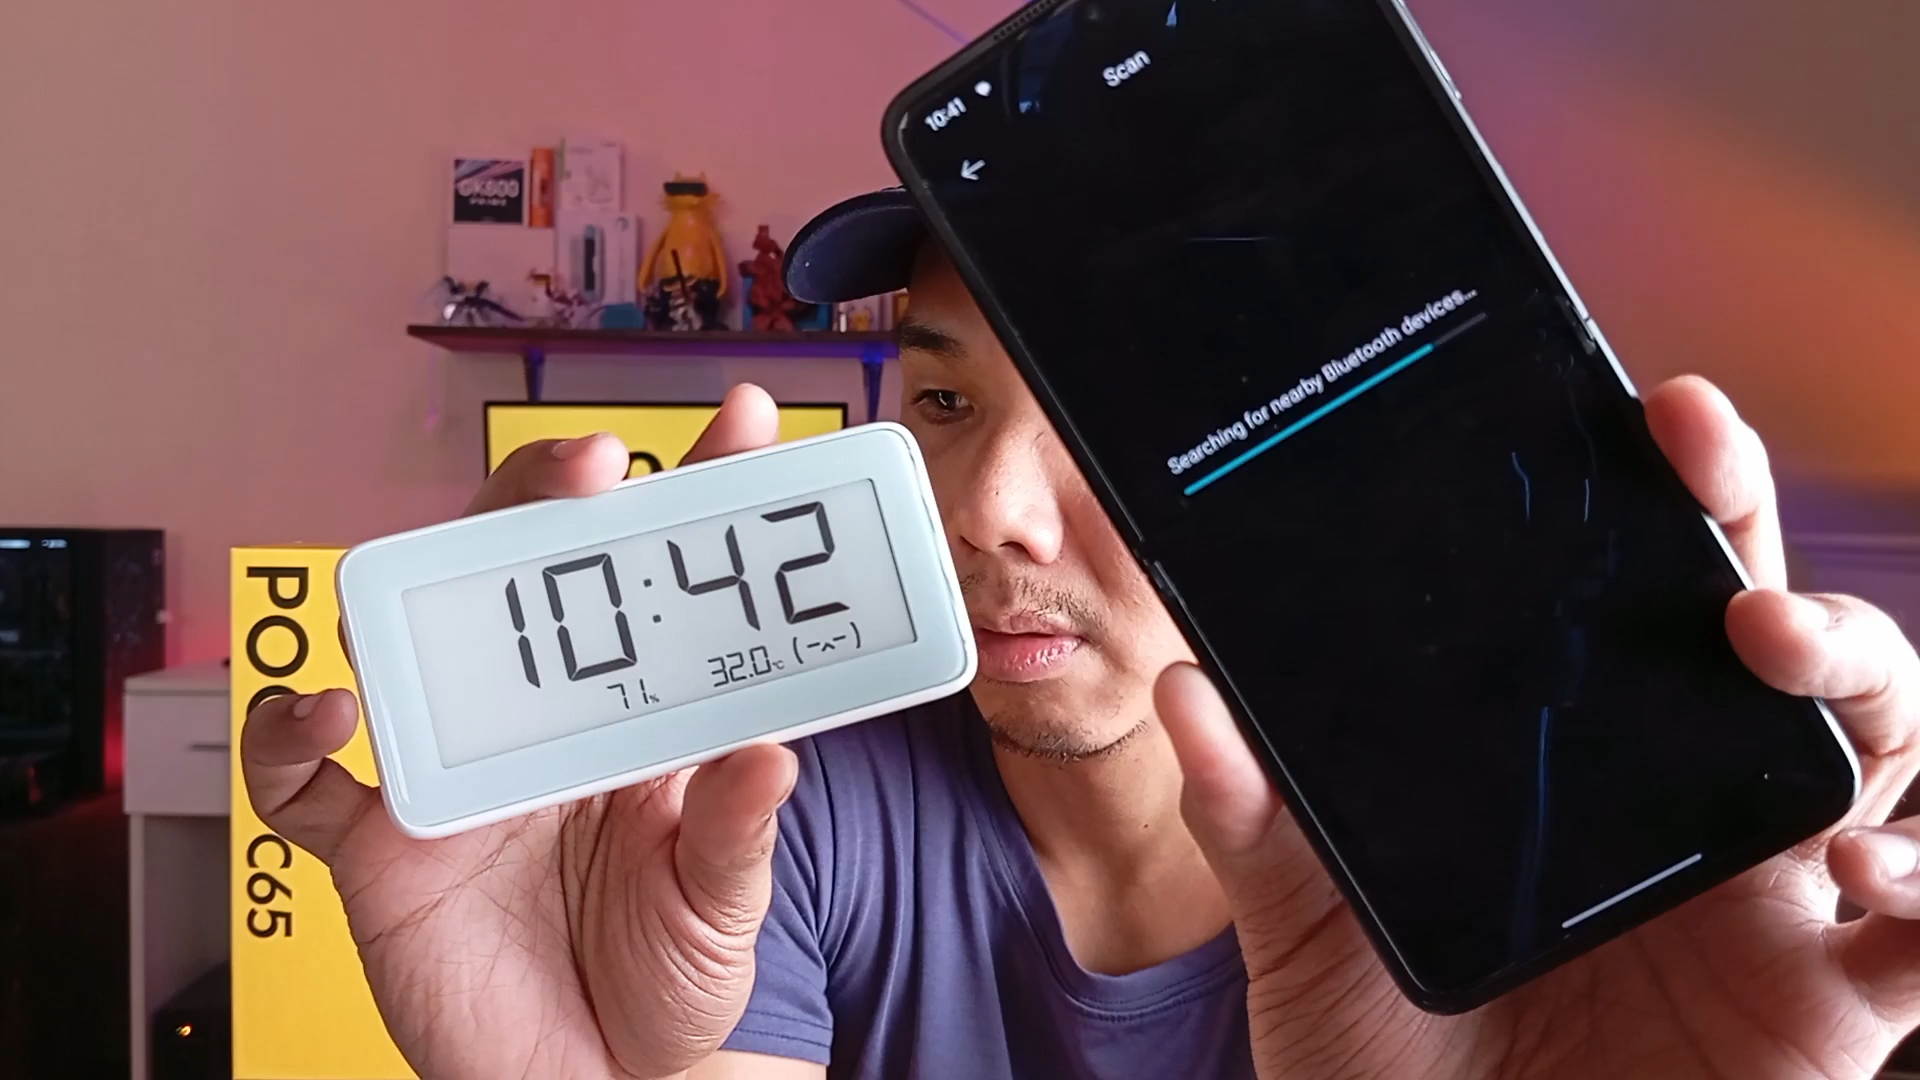 Scan
10:41
GK600
Searching for nearby Bluetooth devices...
10:42
71%
32.0°C (-^-)
POCO C65